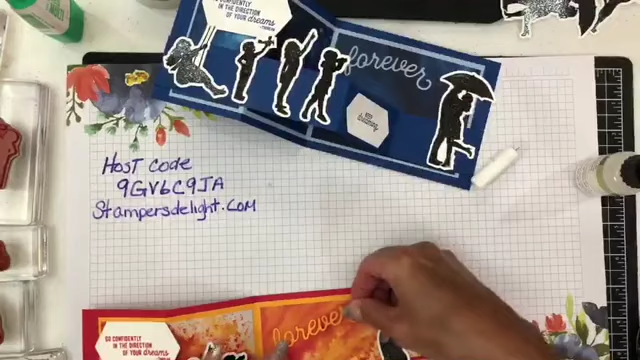 GO CONFIDENTLY
IN THE DIRECTION
OF YOUR dreams
forever
Host code
9GV6C9JA
Stampersdelight.com
GO CONFIDENTLY
IN THE DIRECTION
OF YOUR dreams
forever